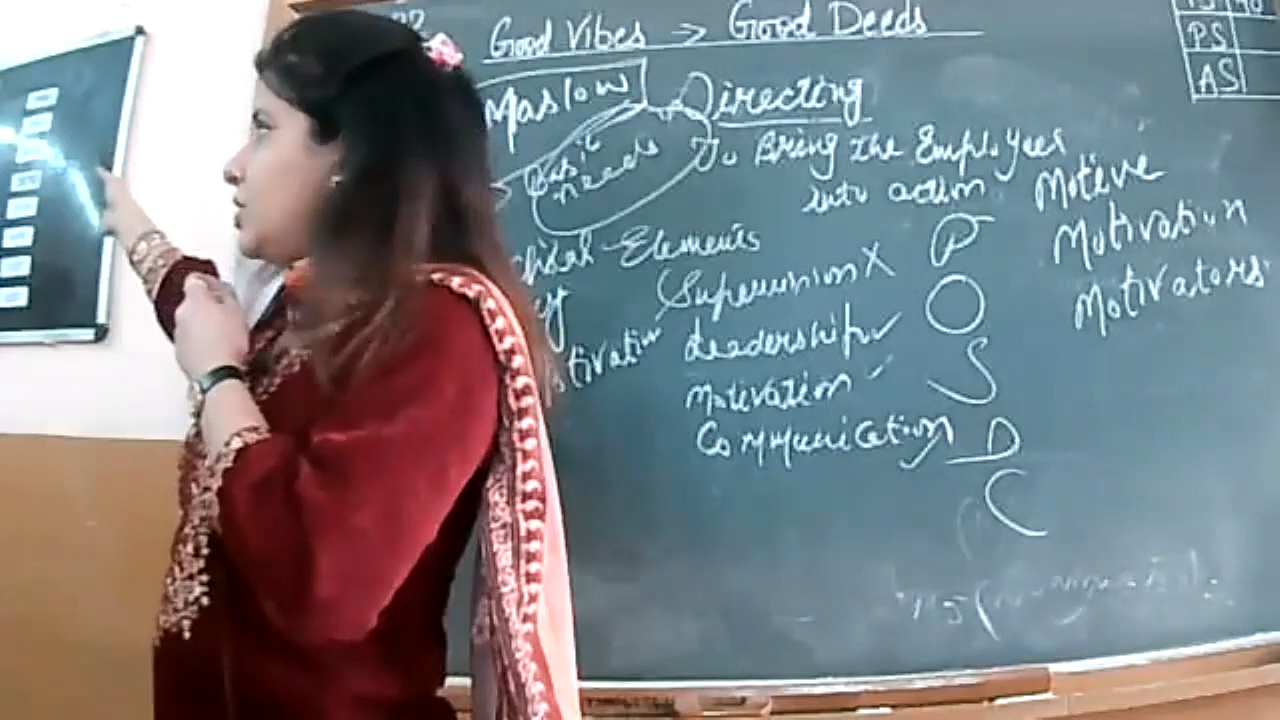 Good Vibes → Good Deeds
PS
AS
Maslow
Directing
Basic
needs
To Bring the Employees
into action
Motive
Motivation
Motivators
Elements
Supervision X
Leadership ✓
Motivation ✓
Communication
P
O
S
D
C